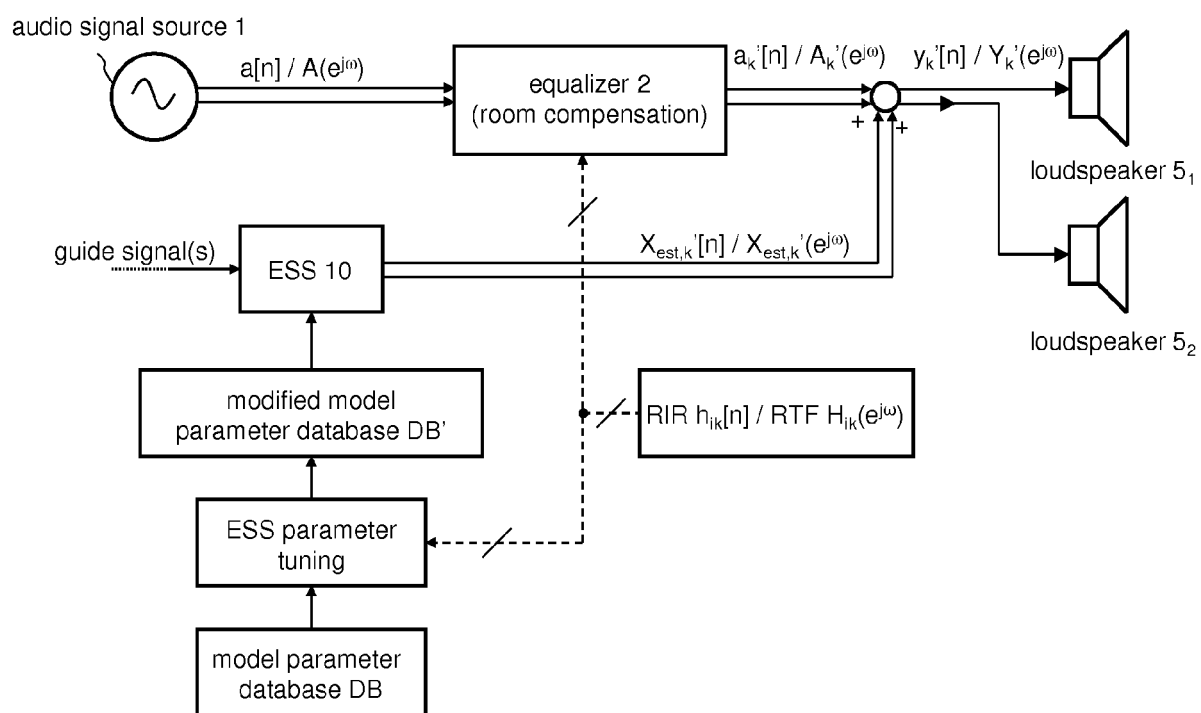 audio signal source 1
a[n] / A(e^jω)
equalizer 2
(room compensation)
a_k'[n] / A_k'(e^jω)
y_k'[n] / Y_k'(e^jω)
+
+
loudspeaker 5_1
guide signal(s)
ESS 10
X_est,k'[n] / X_est,k'(e^jω)
loudspeaker 5_2
modified model
parameter database DB'
RIR h_ik[n] / RTF H_ik(e^jω)
ESS parameter
tuning
model parameter
database DB